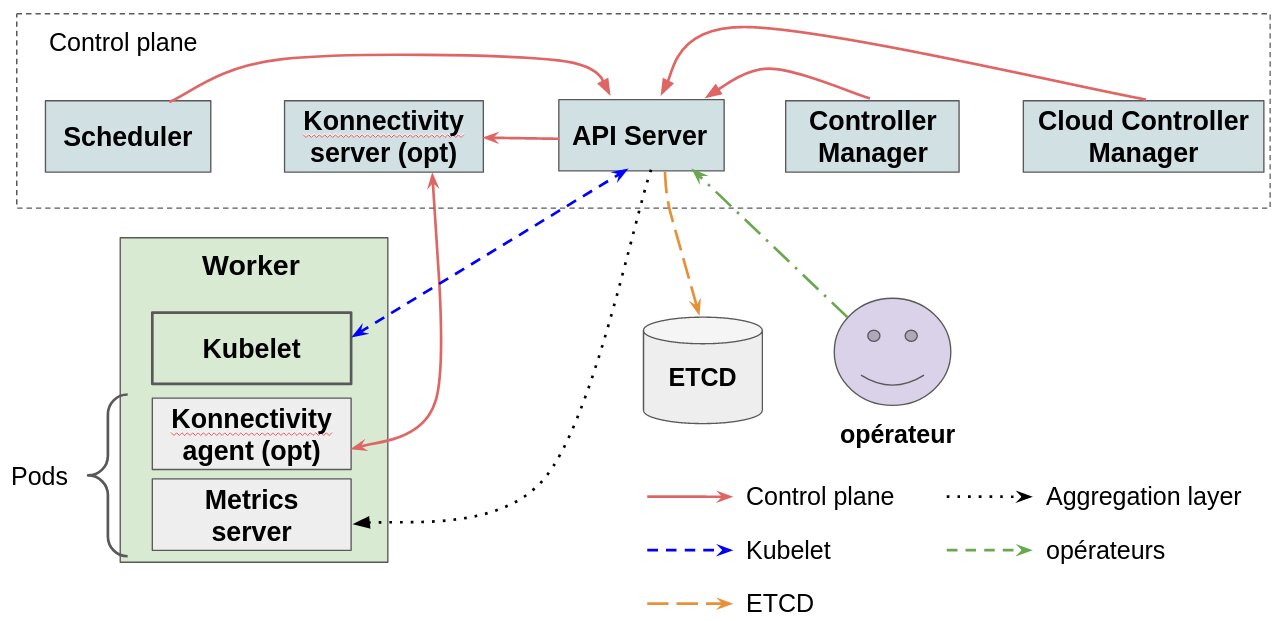 Control plane
Scheduler
Konnectivity
server (opt)
API Server
Controller
Manager
Cloud Controller
Manager
Worker
Kubelet
Konnectivity
agent (opt)
Metrics
server
Pods
ETCD
opérateur
Control plane
Aggregation layer
Kubelet
opérateurs
ETCD